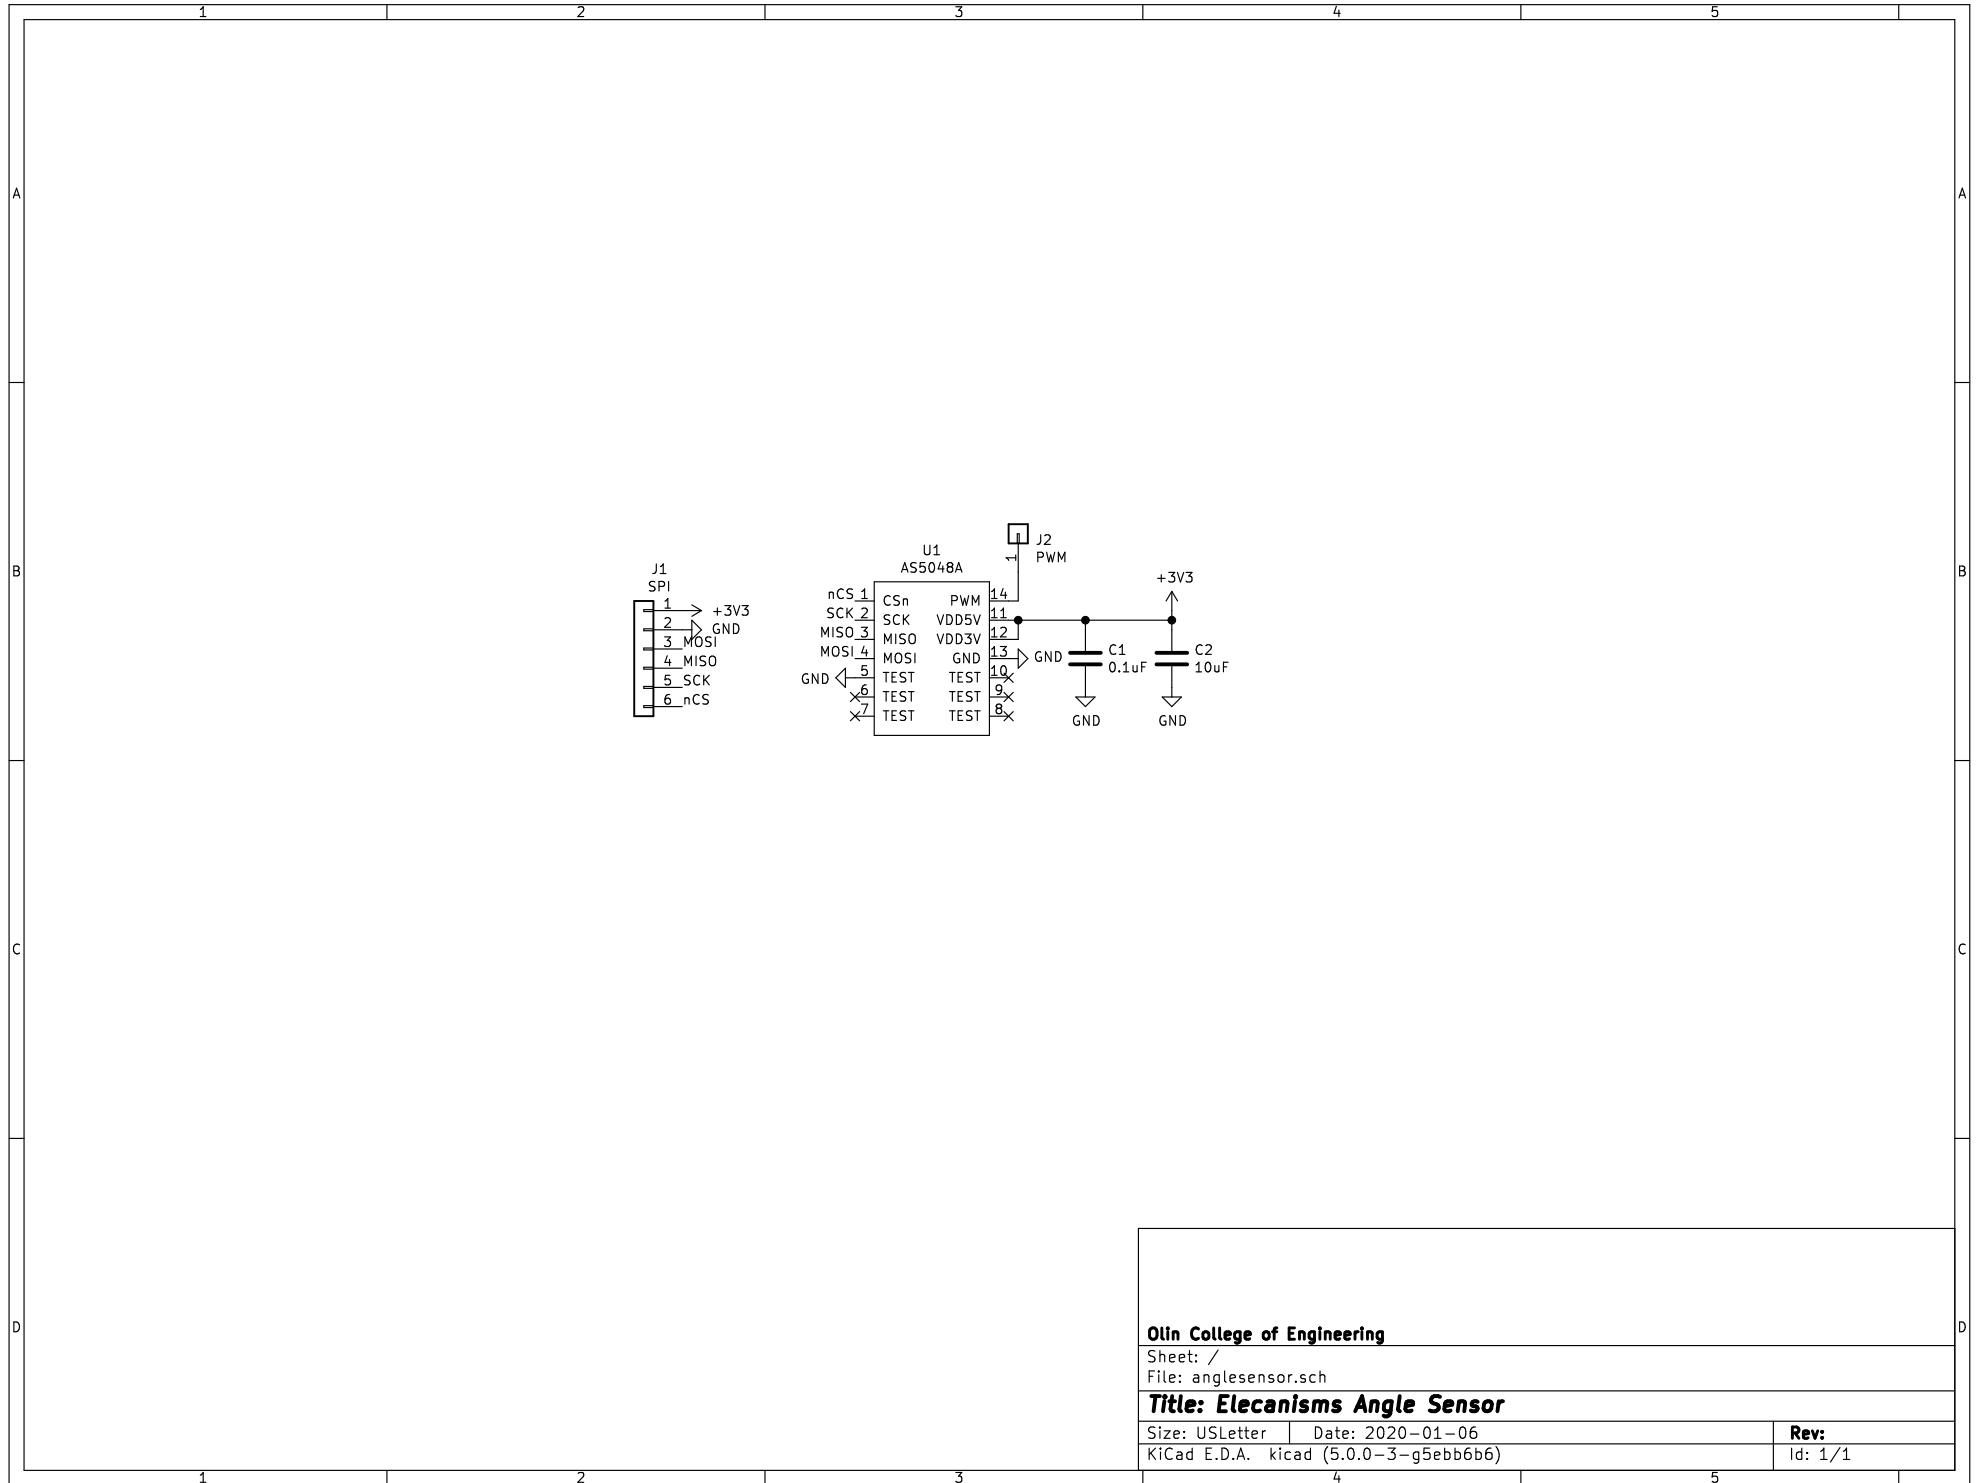 1 2 3 4 5
A A
B B
C C
D D
J1
SPI
1 +3V3
2 GND
3 MOSI
4 MISO
5 SCK
6 nCS
U1
AS5048A
nCS 1 CSn PWM 14
SCK 2 SCK VDD5V 11
MISO 3 MISO VDD3V 12
MOSI 4 MOSI GND 13 GND
GND 5 TEST TEST 10
6 TEST TEST 9
7 TEST TEST 8
1
J2
PWM
+3V3
C1
0.1uF
GND
C2
10uF
GND
Olin College of Engineering
Sheet: /
File: anglesensor.sch
Title: Elecanisms Angle Sensor
Size: USLetter Date: 2020-01-06 Rev:
KiCad E.D.A. kicad (5.0.0-3-g5ebb6b6) Id: 1/1
1 2 3 4 5